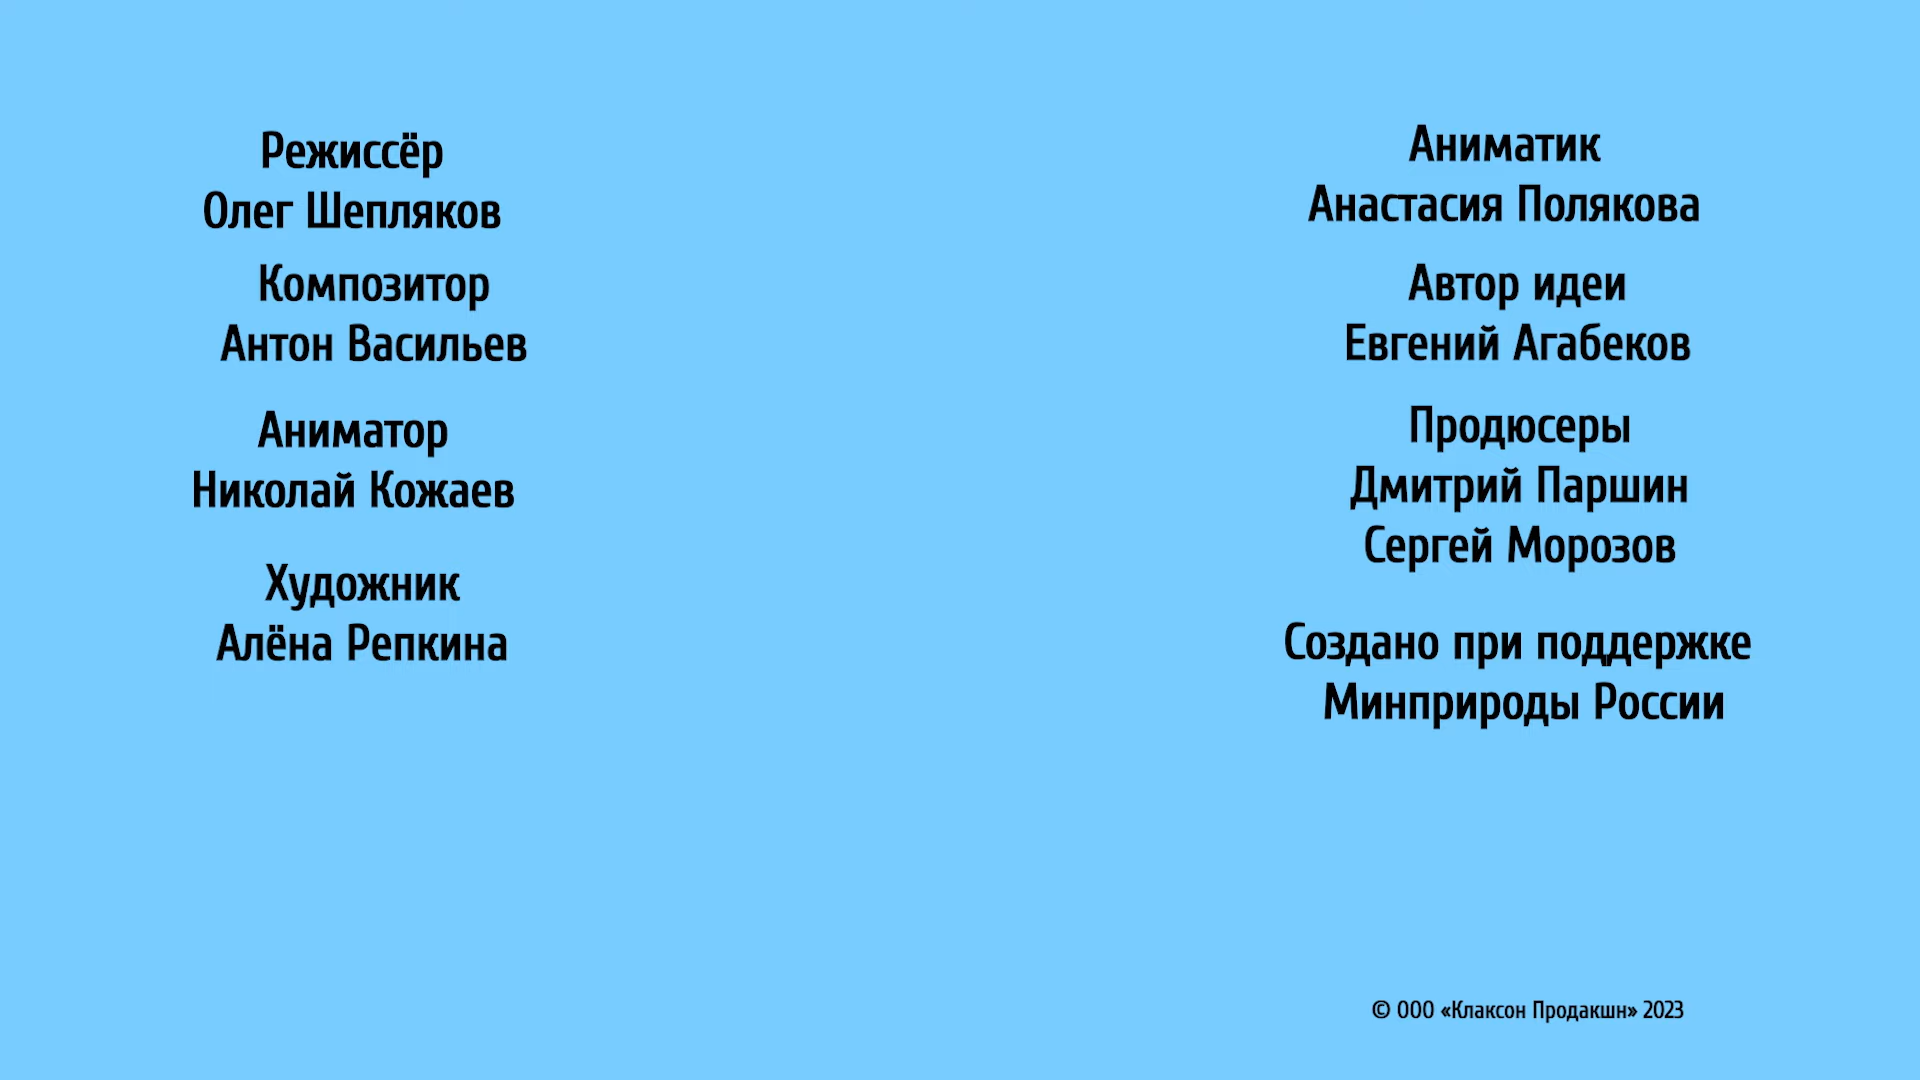 Режиссёр
Олег Шепляков
Композитор
Антон Васильев
Аниматор
Николай Кожаев
Художник
Алёна Репкина
Аниматик
Анастасия Полякова
Автор идеи
Евгений Агабеков
Продюсеры
Дмитрий Паршин
Сергей Морозов
Создано при поддержке
Минприроды России
© ООО «Клаксон Продакшн» 2023